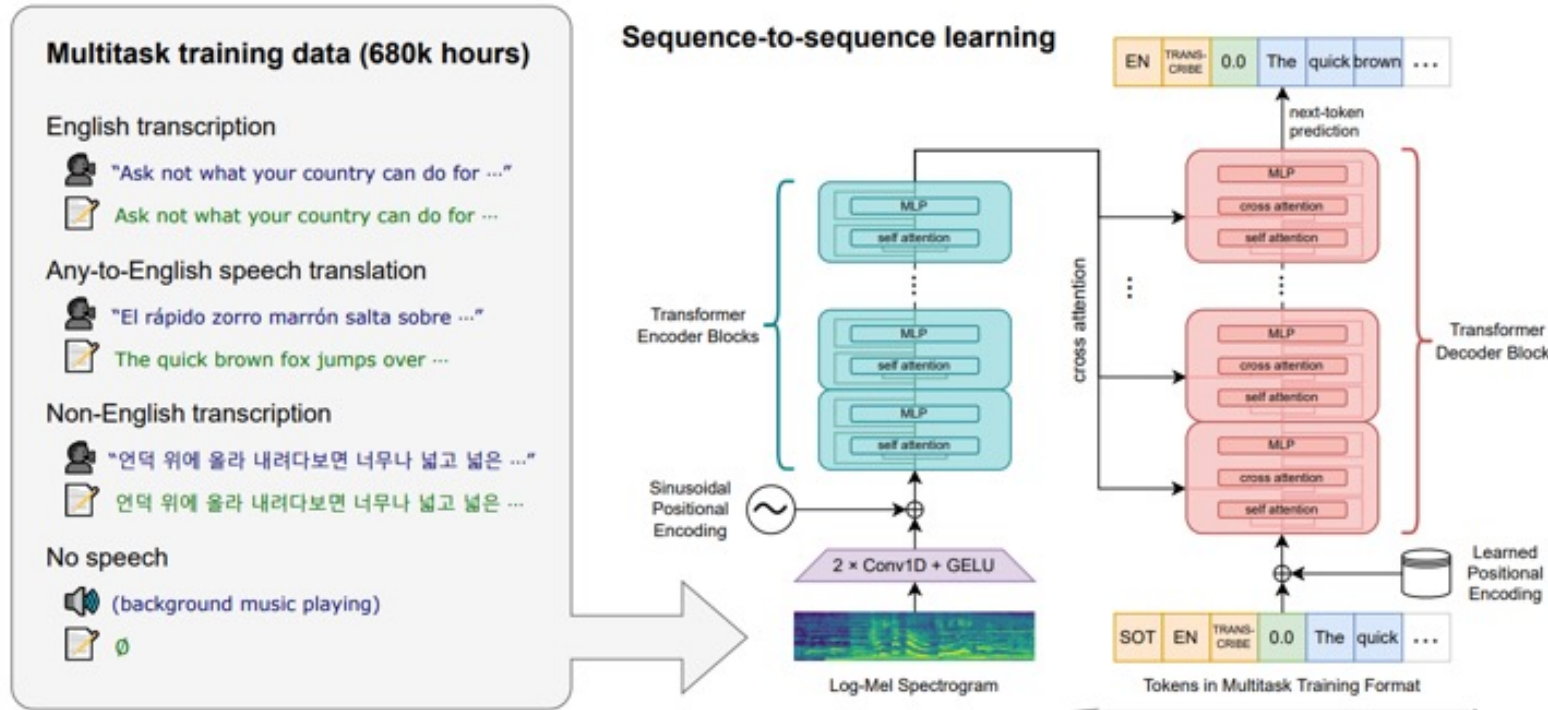 Multitask training data (680k hours)
English transcription
“Ask not what your country can do for ⋯”
Ask not what your country can do for ⋯
Any-to-English speech translation
“El rápido zorro marrón salta sobre ⋯”
The quick brown fox jumps over ⋯
Non-English transcription
“언덕 위에 올라 내려다보면 너무나 넓고 넓은 ⋯”
언덕 위에 올라 내려다보면 너무나 넓고 넓은 ⋯
No speech
(background music playing)
∅
Sequence-to-sequence learning
EN TRANS-CRIBE 0.0 The quick brown ⋯
next-token
prediction
MLP
self attention
MLP
self attention
MLP
self attention
Transformer
Encoder Blocks
Sinusoidal
Positional
Encoding
2 × Conv1D + GELU
Log-Mel Spectrogram
cross attention
MLP
cross attention
self attention
MLP
cross attention
self attention
MLP
cross attention
self attention
Transformer
Decoder Block
Learned
Positional
Encoding
SOT EN TRANS-CRIBE 0.0 The quick ⋯
Tokens in Multitask Training Format